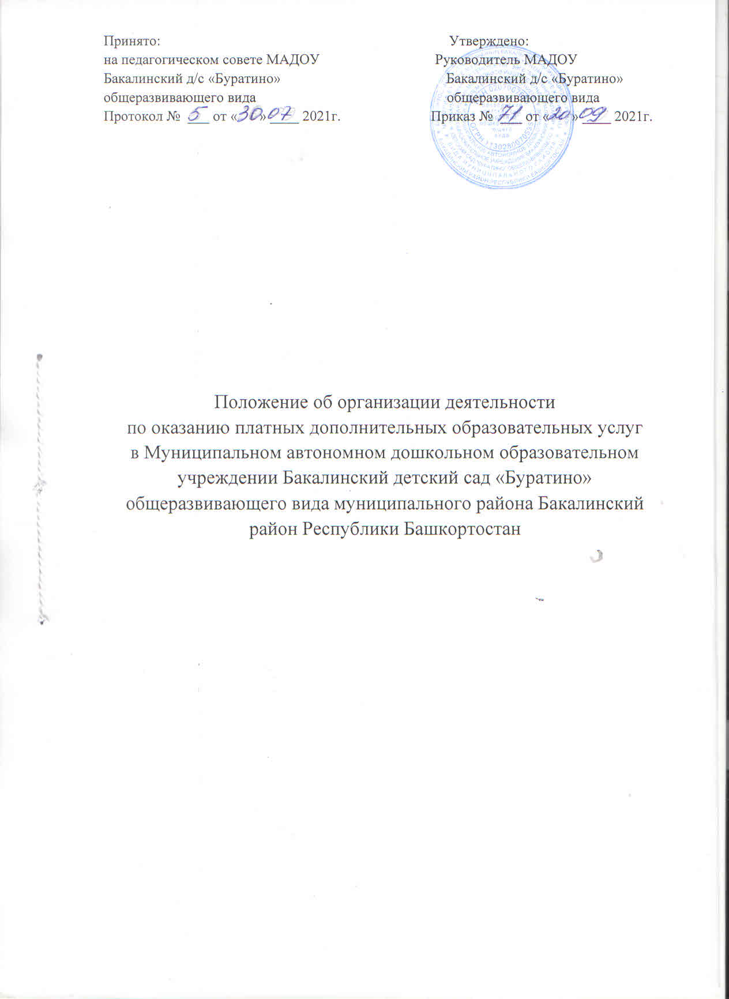 Принято:
на педагогическом совете МАДОУ
Бакалинский д/с «Буратино»
общеразвивающего вида
Протокол № 5 от «30» 07 2021г.
Утверждено:
Руководитель МАДОУ
Бакалинский д/с «Буратино»
общеразвивающего вида
Приказ № 71 от «20» 09 2021г.
ОГРН 1130280070595
Положение об организации деятельности
по оказанию платных дополнительных образовательных услуг
в Муниципальном автономном дошкольном образовательном
учреждении Бакалинский детский сад «Буратино»
общеразвивающего вида муниципального района Бакалинский
район Республики Башкортостан